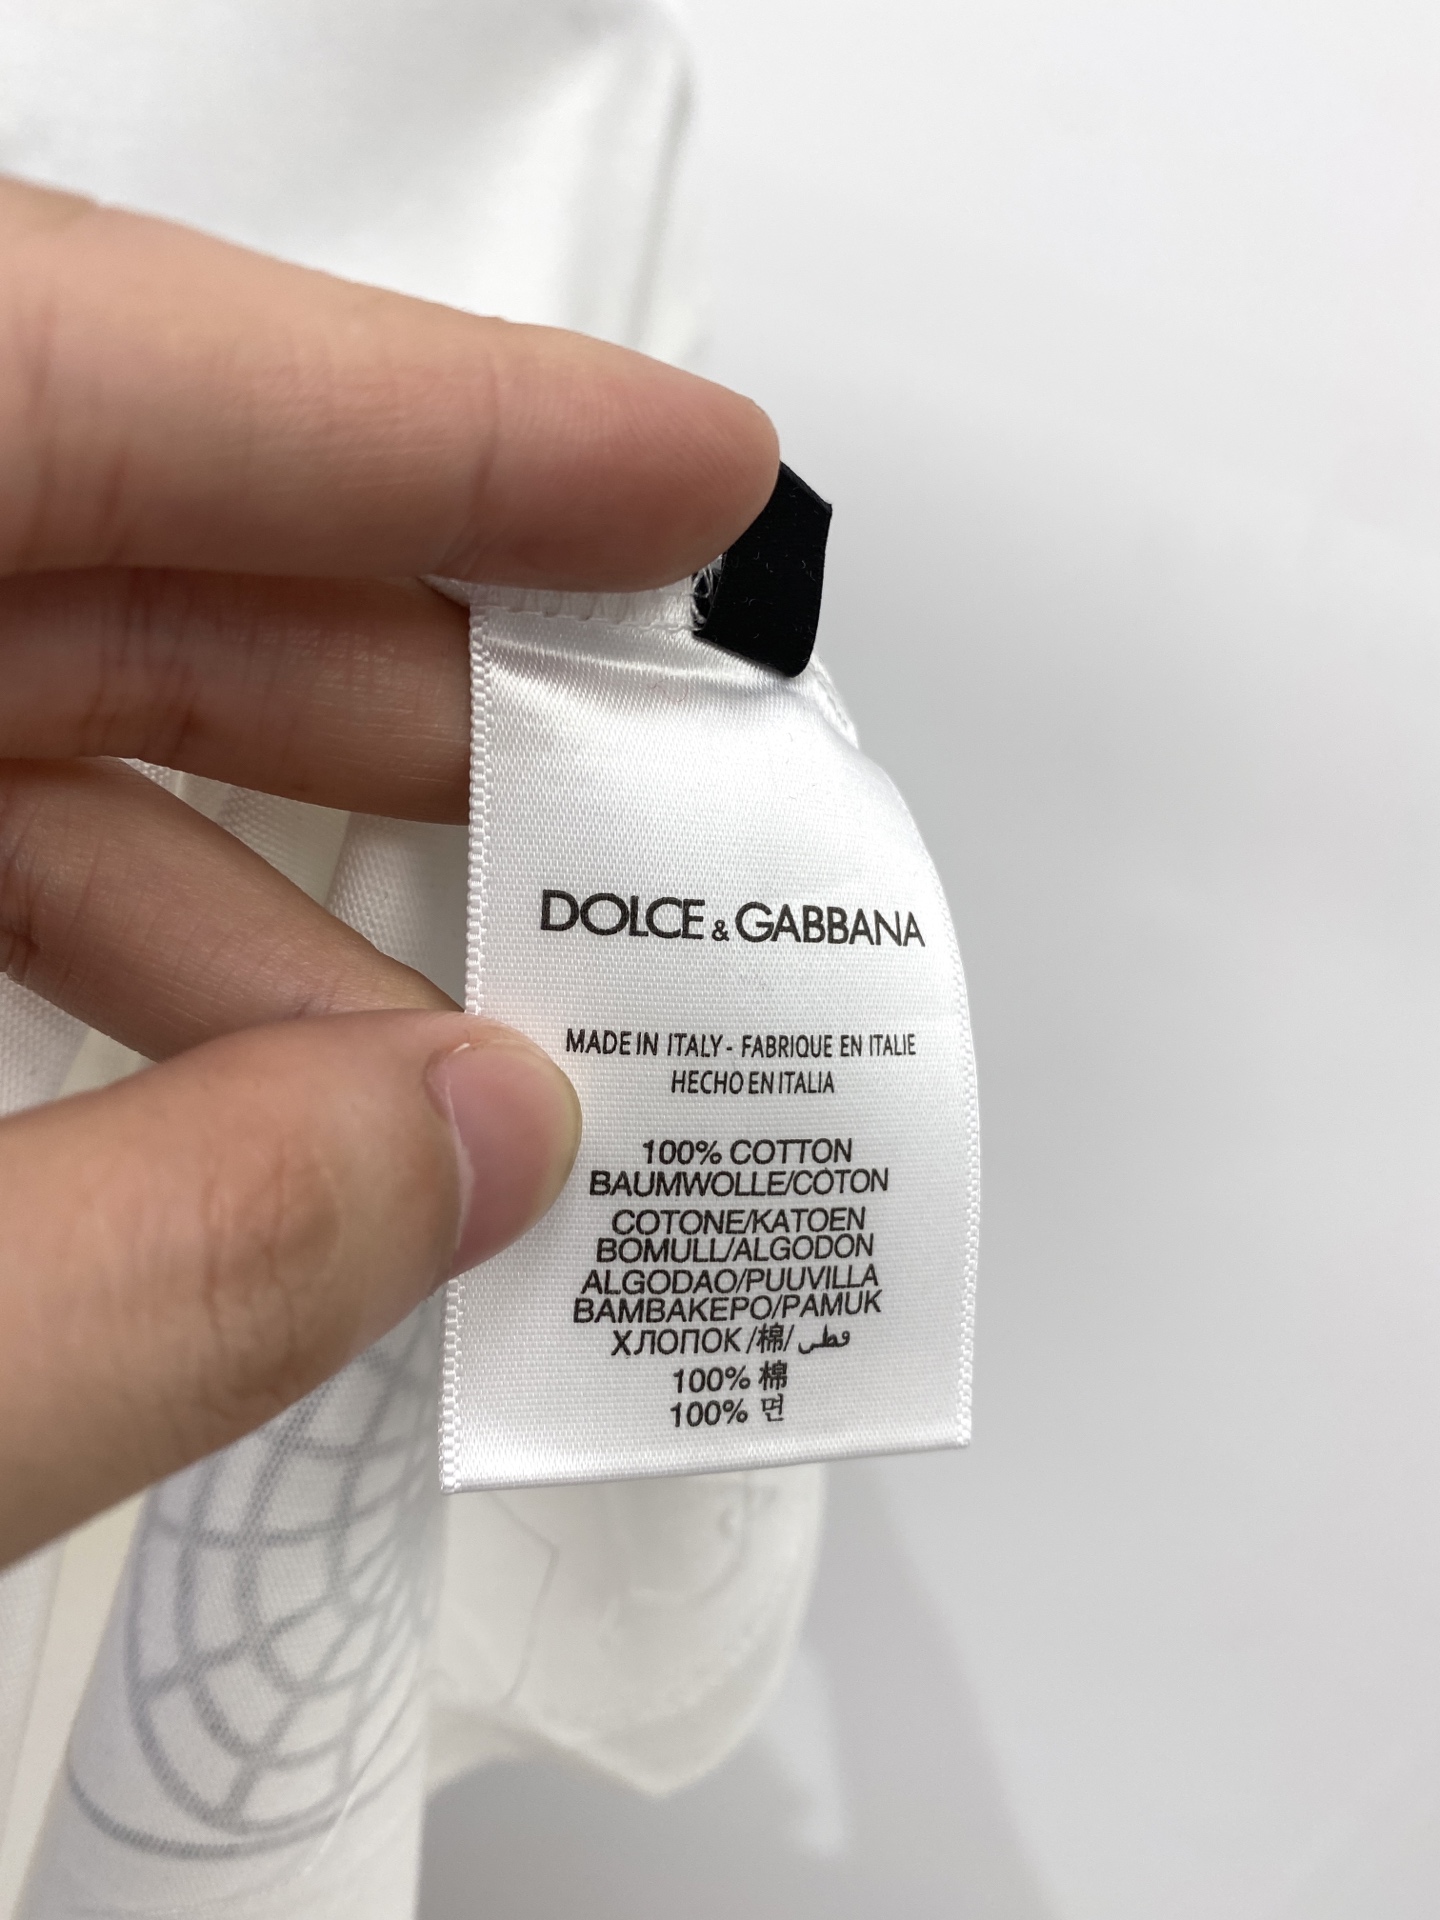 DOLCE & GABBANA
MADE IN ITALY - FABRIQUE EN ITALIE
HECHO EN ITALIA
100% COTTON
BAUMWOLLE/COTON
COTONE/KATOEN
BOMULL/ALGODON
ALGODAO/PUUVILLA
BAMBAKEPO/PAMUK
ХЛОПОК/棉/قطن
100% 棉
100% 면